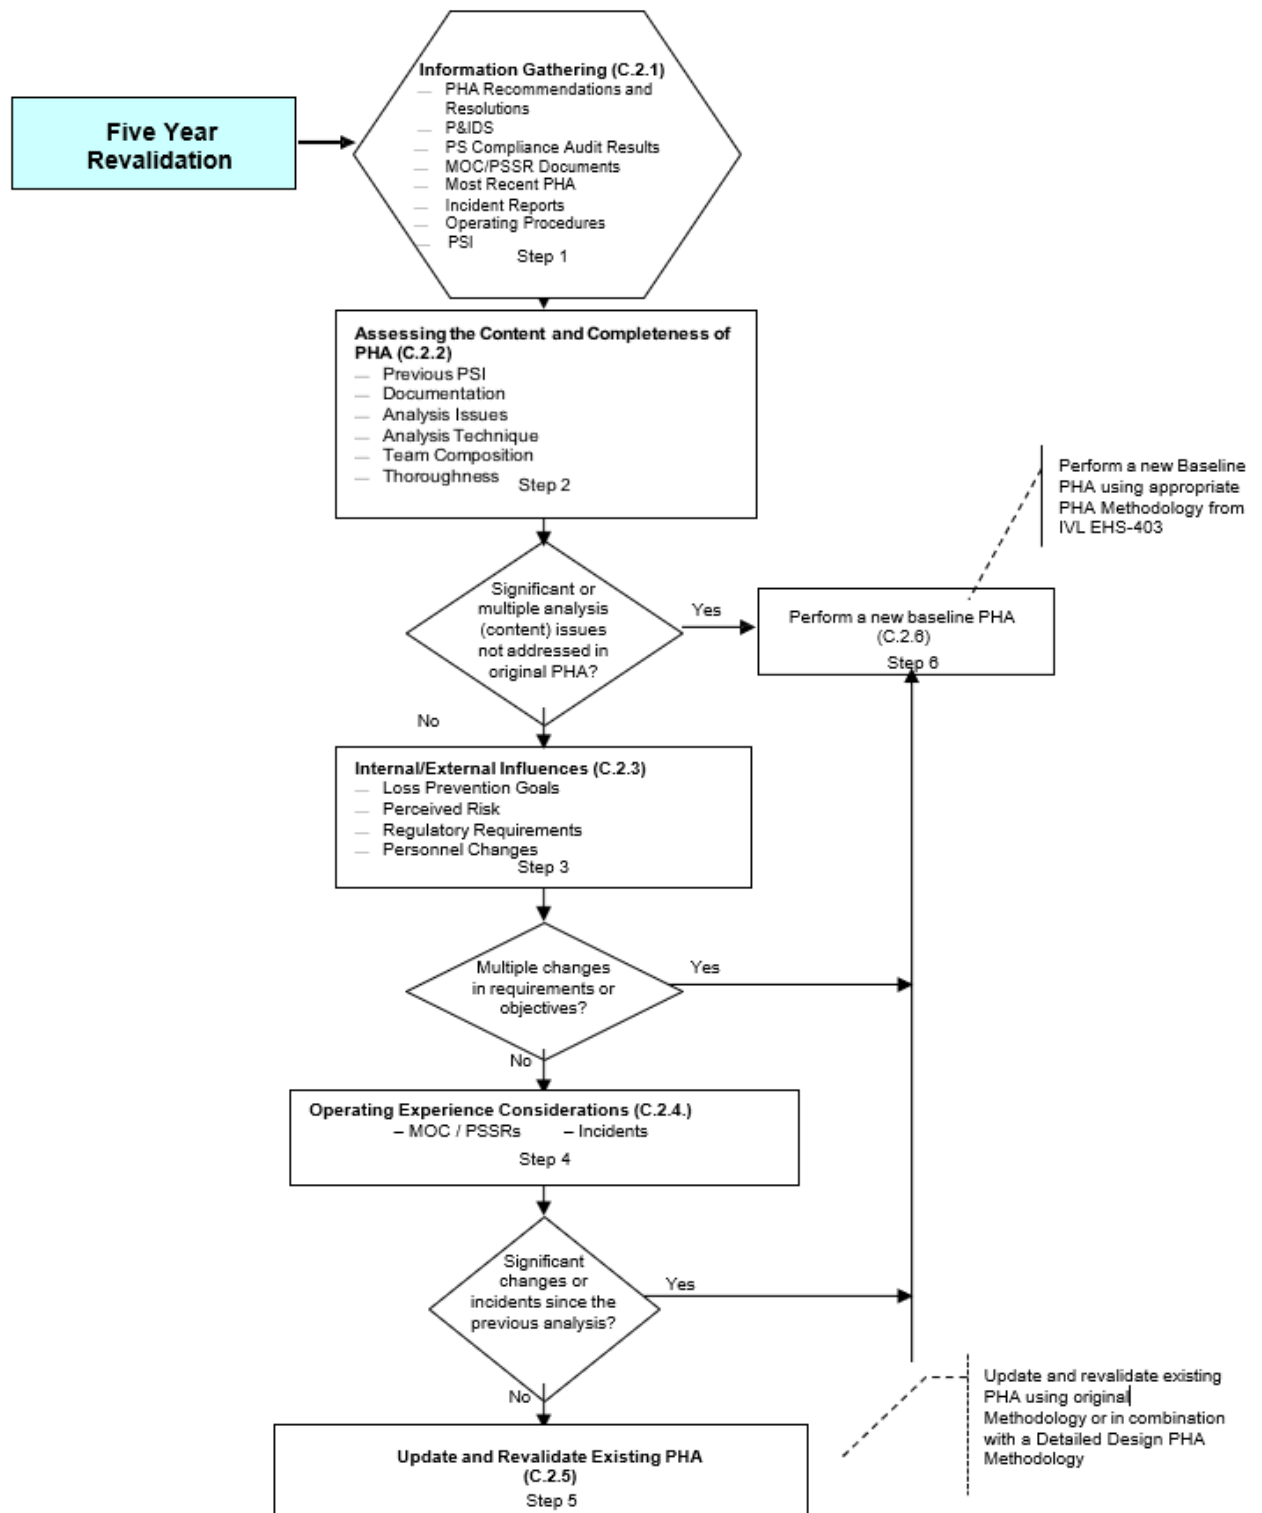 Five Year
Revalidation
Information Gathering (C.2.1)
— PHA Recommendations and
Resolutions
— P&IDS
— PS Compliance Audit Results
— MOC/PSSR Documents
— Most Recent PHA
— Incident Reports
— Operating Procedures
— PSI
Step 1
Assessing the Content and Completeness of
PHA (C.2.2)
— Previous PSI
— Documentation
— Analysis Issues
— Analysis Technique
— Team Composition
— Thoroughness
Step 2
Perform a new Baseline
PHA using appropriate
PHA Methodology from
IVL EHS-403
Significant or
multiple analysis
(content) issues
not addressed in
original PHA?
Yes
Perform a new baseline PHA
(C.2.6)
Step 6
No
Internal/External Influences (C.2.3)
— Loss Prevention Goals
— Perceived Risk
— Regulatory Requirements
— Personnel Changes
Step 3
Multiple changes
in requirements or
objectives?
Yes
No
Operating Experience Considerations (C.2.4.)
– MOC / PSSRs – Incidents
Step 4
Significant
changes or
incidents since the
previous analysis?
Yes
No
Update and revalidate existing
PHA using original
Methodology or in combination
with a Detailed Design PHA
Methodology
Update and Revalidate Existing PHA
(C.2.5)
Step 5